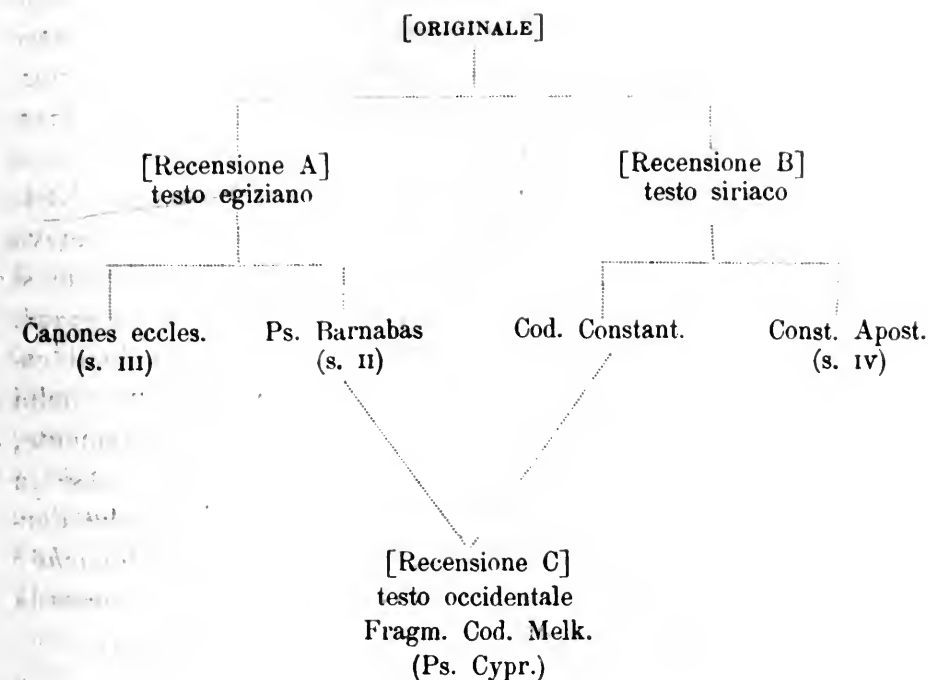 [ORIGINALE]
[Recensione A] [Recensione B]
testo egiziano testo siriaco
Canones eccles. Ps. Barnabas Cod. Constant. Const. Apost.
(s. III) (s. II) (s. IV)
[Recensione C]
testo occidentale
Fragm. Cod. Melk.
(Ps. Cypr.)